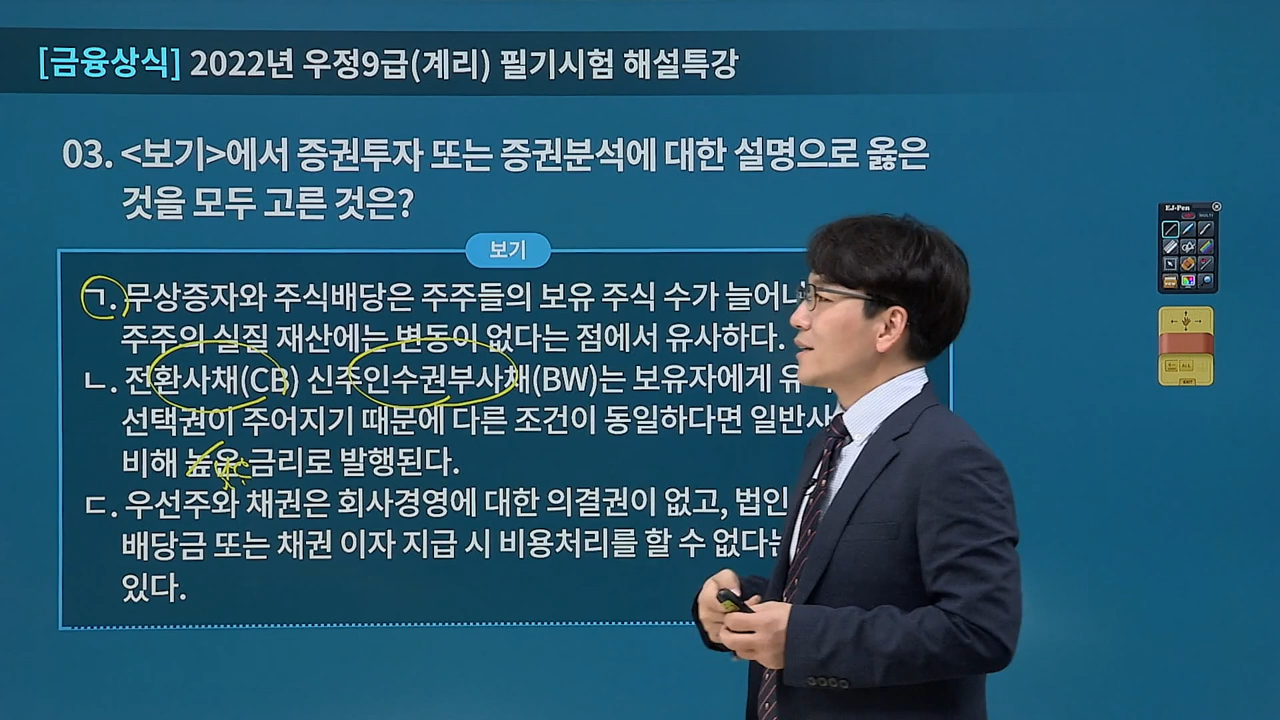 [금융상식] 2022년 우정9급(계리) 필기시험 해설특강
03. <보기>에서 증권투자 또는 증권분석에 대한 설명으로 옳은
것을 모두 고른 것은?
보기
ㄱ. 무상증자와 주식배당은 주주들의 보유 주식 수가
주주의 실질 재산에는 변동이 없다는 점에서 유사하다.
ㄴ. 전환사채(CB) 신주인수권부사채(BW)는 보유자에게
선택권이 주어지기 때문에 다른 조건이 동일하다면
비해 높은 금리로 발행된다.
ㄷ. 우선주와 채권은 회사경영에 대한 의결권이 없고, 법인
배당금 또는 채권 이자 지급 시 비용처리를 할 수
있다.
EJ-Pen
EXIT